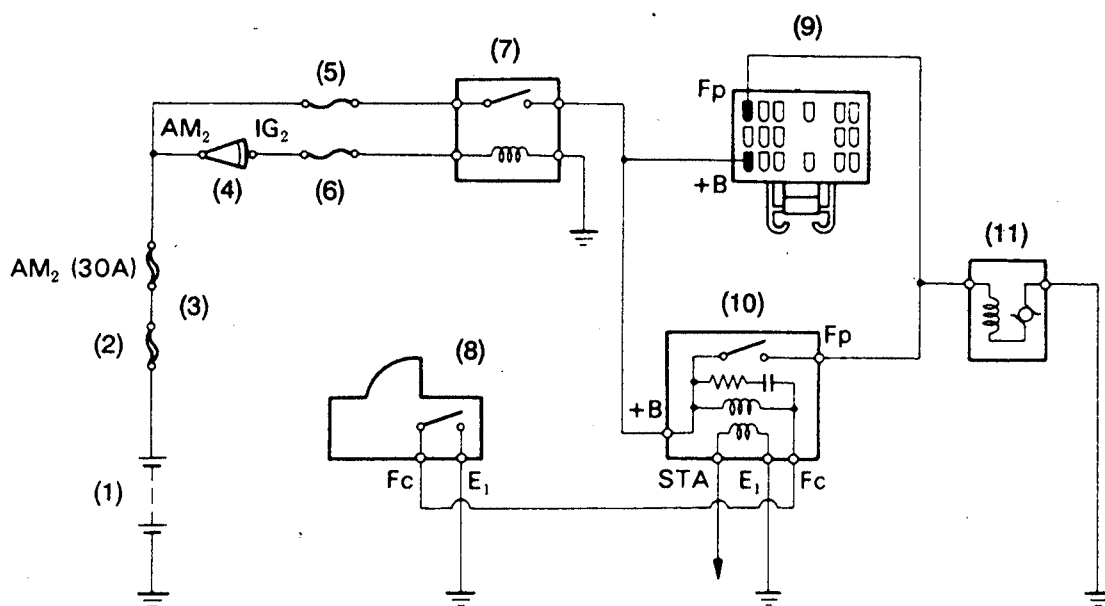 (9)
(7)
(5)
Fp
AM₂ IG₂
(4)
(6)
+B
(11)
AM₂ (30A)
(3)
(10)
(2)
(8)
Fp
+B
(1)
Fc E₁
STA E₁ Fc